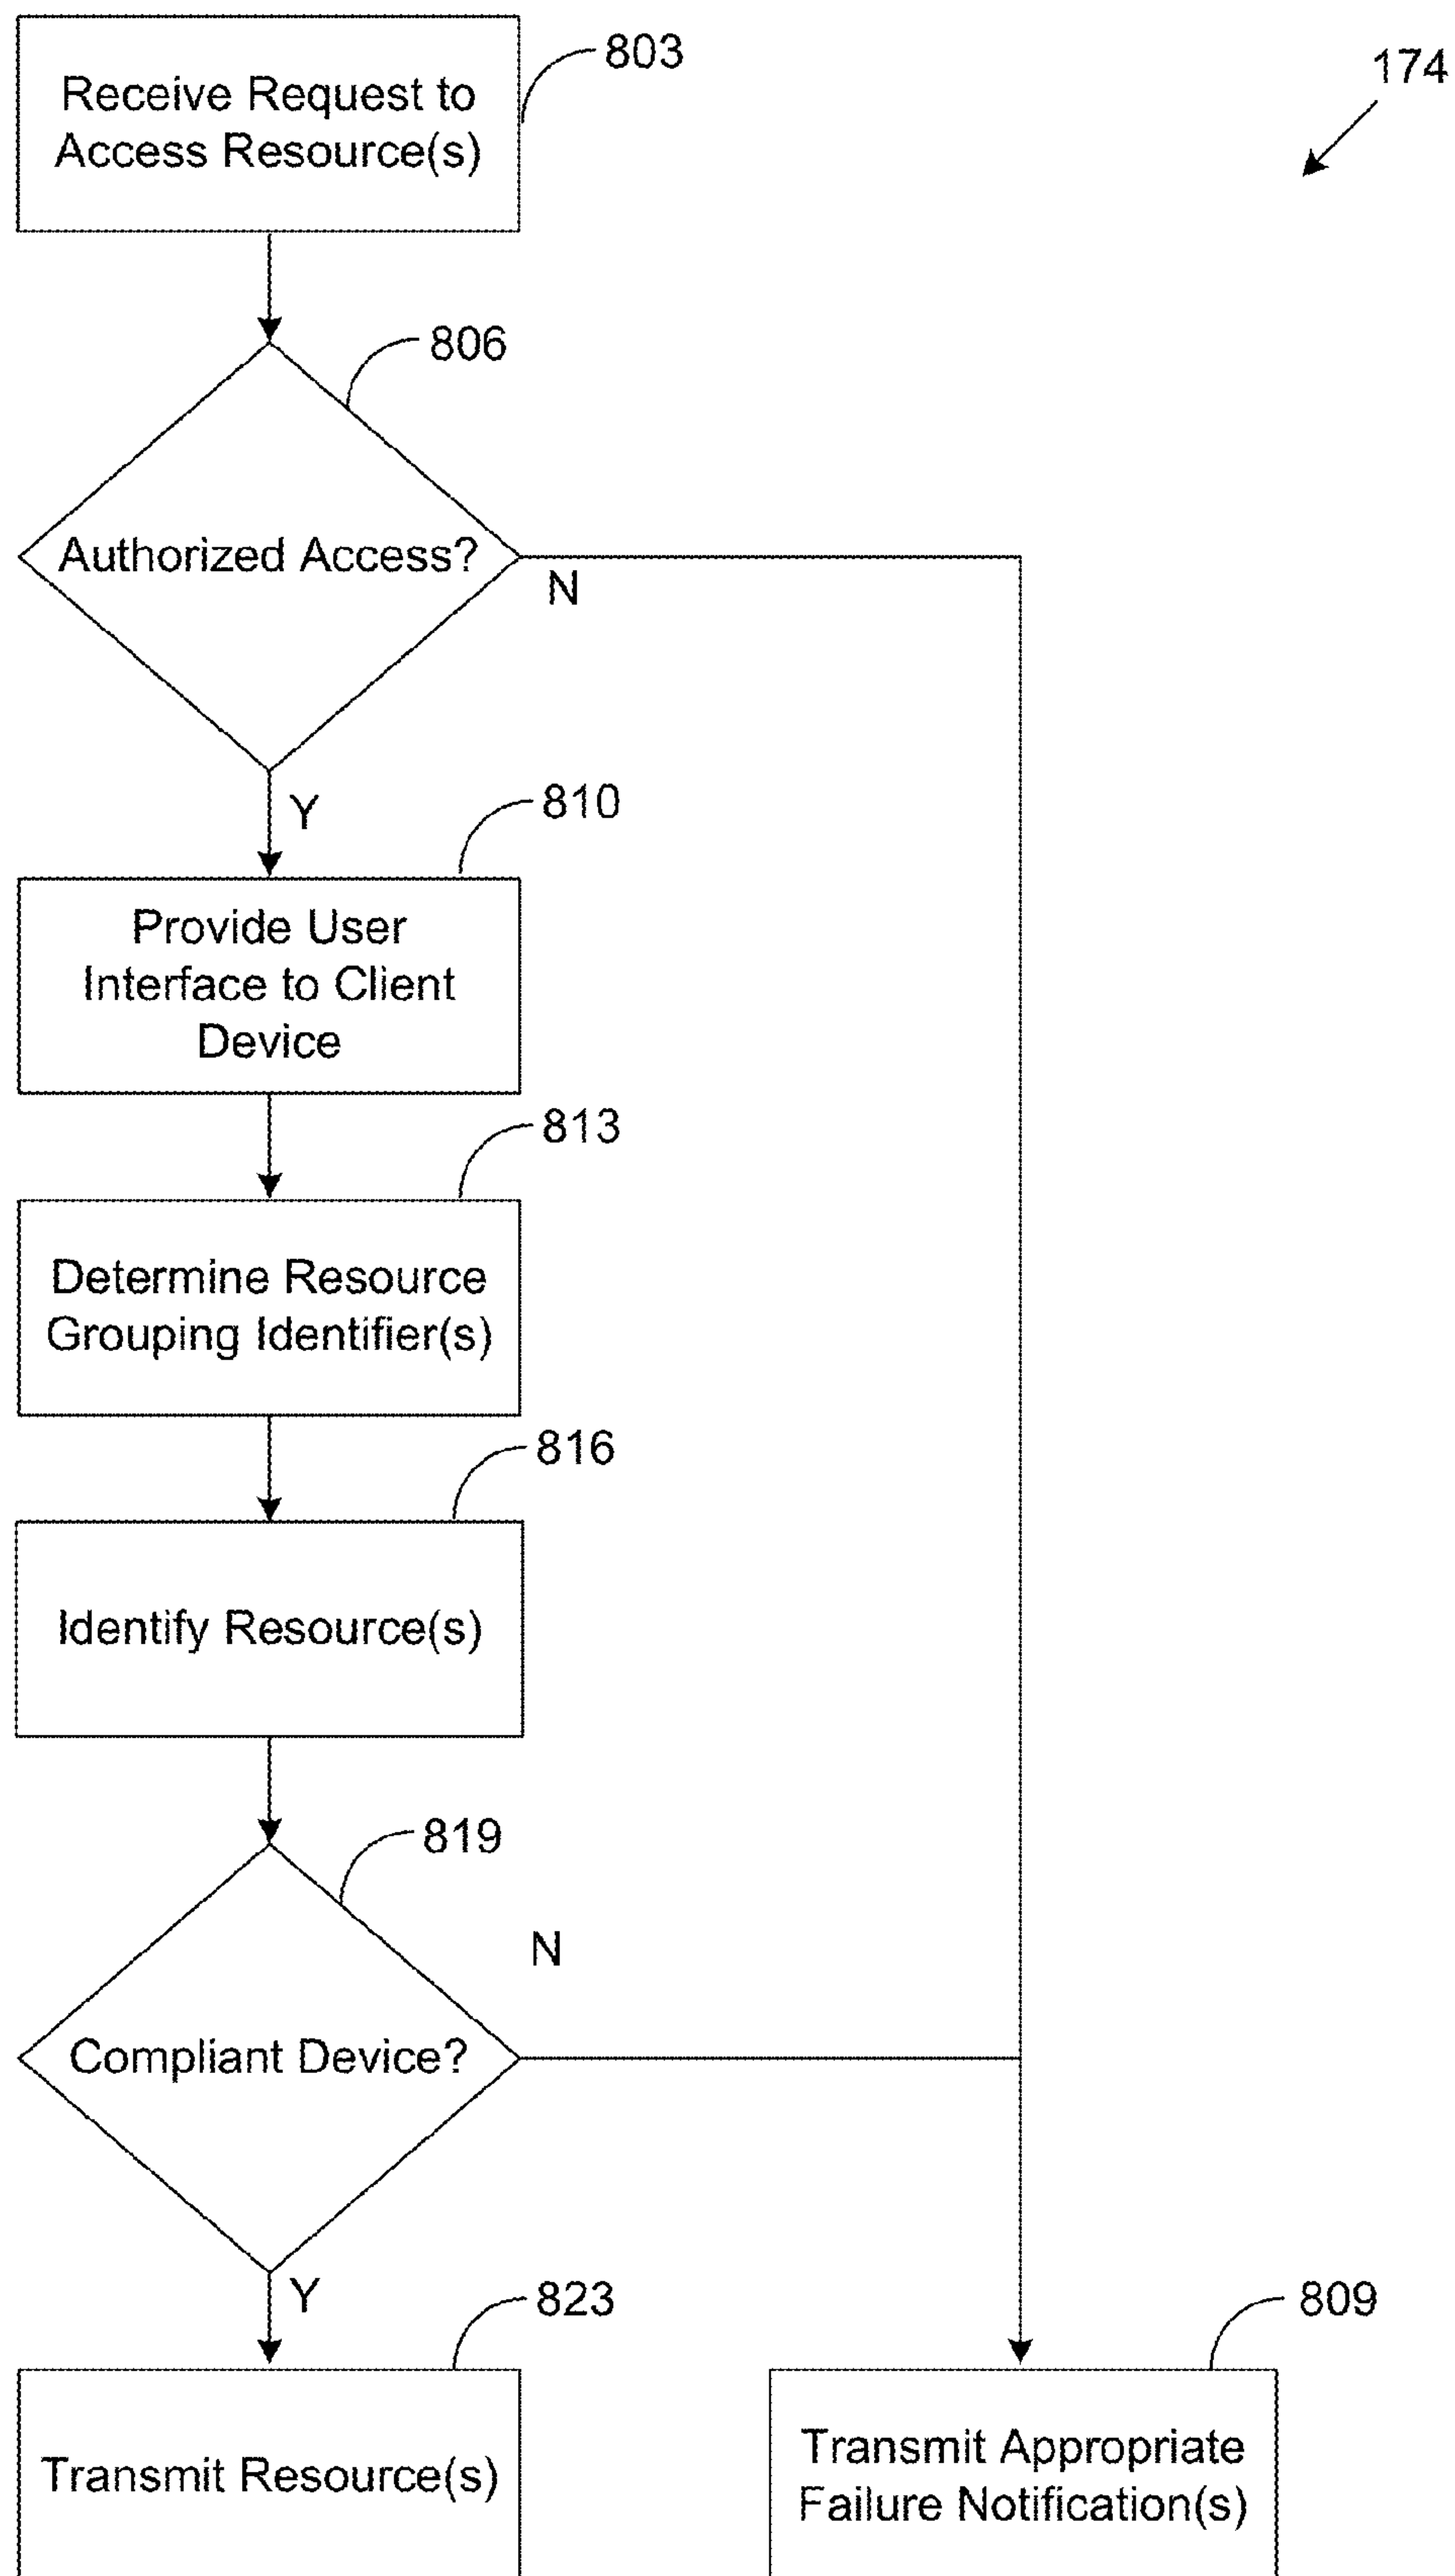 803
174
Receive Request to
Access Resource(s)
806
Authorized Access?
N
Y
810
Provide User
Interface to Client
Device
813
Determine Resource
Grouping Identifier(s)
816
Identify Resource(s)
819
N
Compliant Device?
Y
823
809
Transmit Resource(s)
Transmit Appropriate
Failure Notification(s)